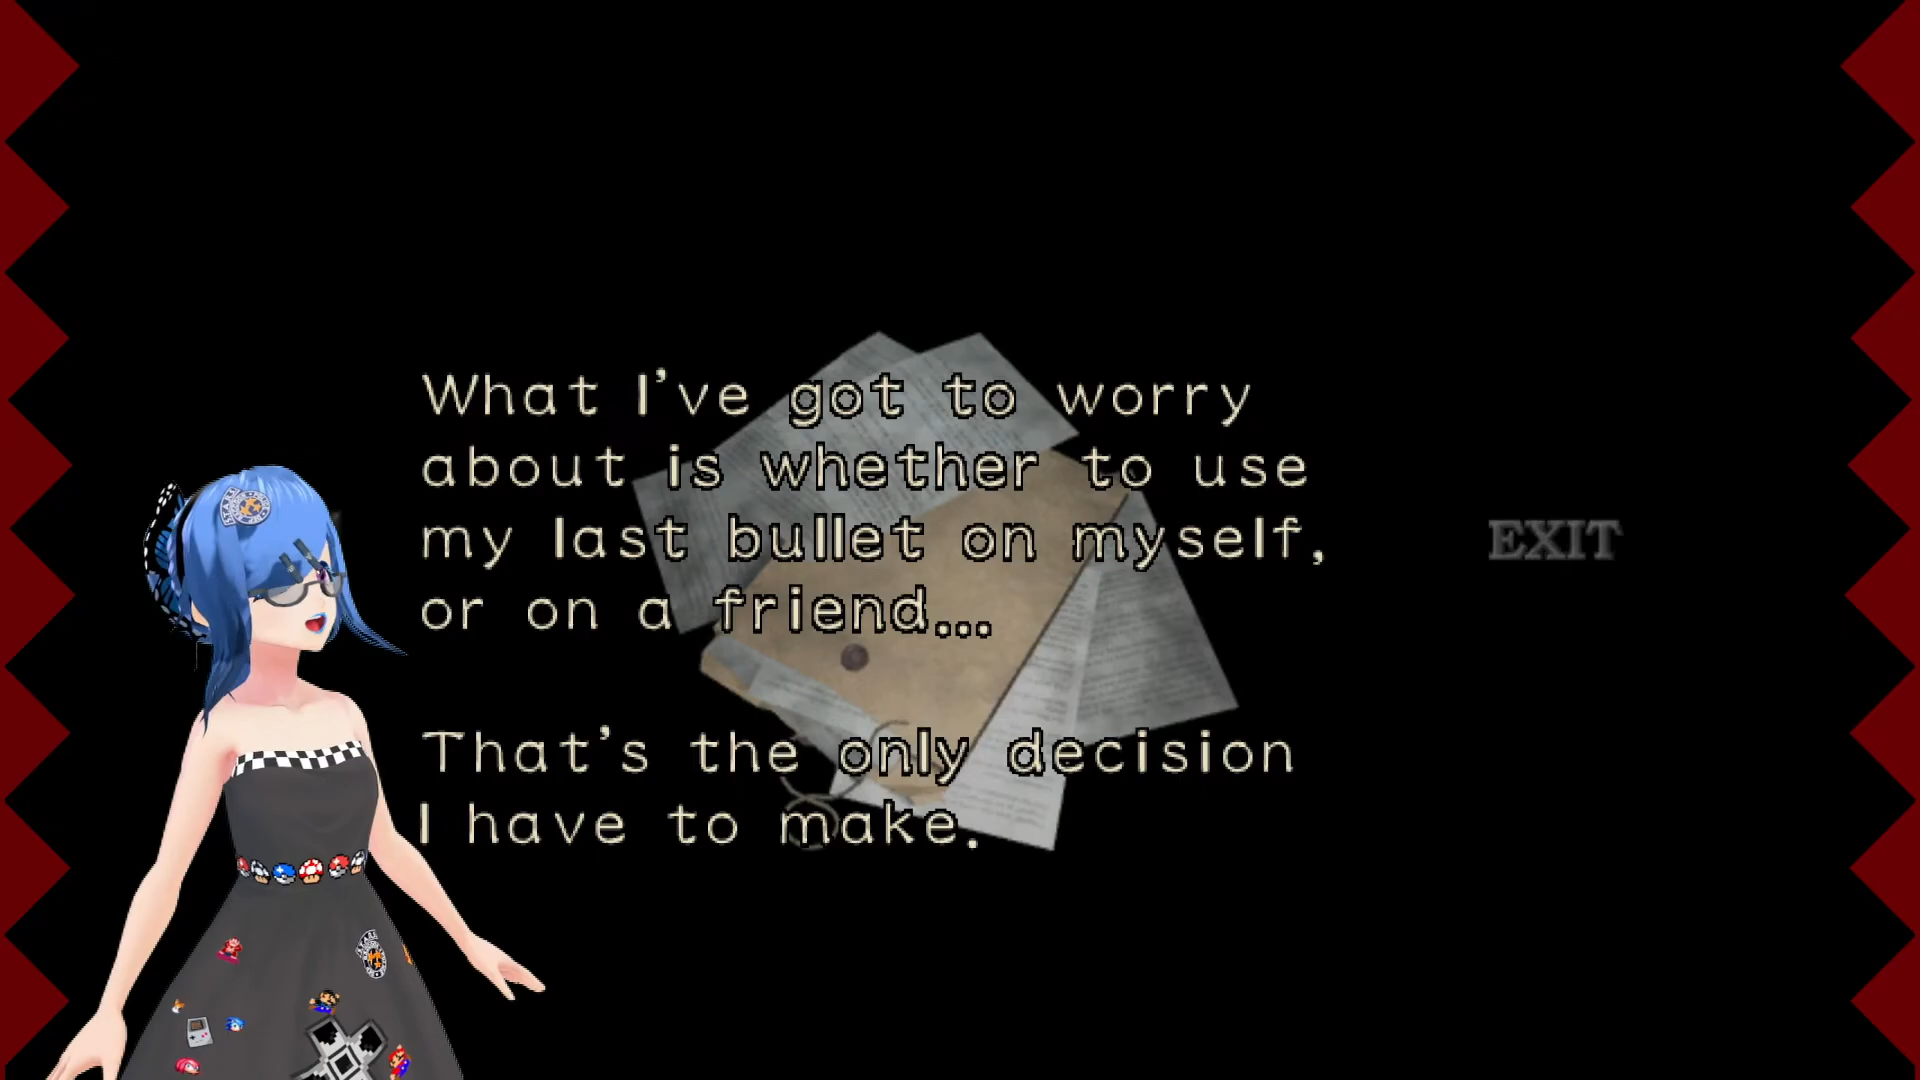 What I've got to worry
about is whether to use
my last bullet on myself,
or on a friend...
That's the only decision
I have to make.
EXIT